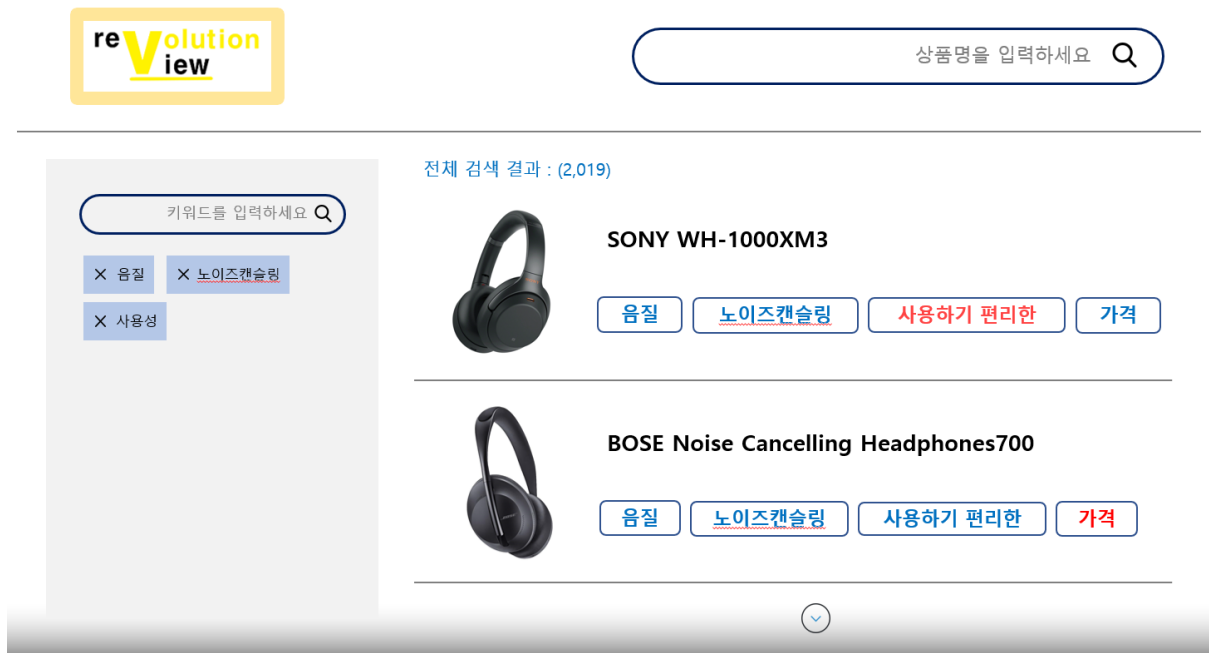 reVolution
View
상품명을 입력하세요
키워드를 입력하세요
음질
노이즈캔슬링
사용성
전체 검색 결과 : (2,019)
SONY WH-1000XM3
음질 노이즈캔슬링 사용하기 편리한 가격
BOSE Noise Cancelling Headphones700
음질 노이즈캔슬링 사용하기 편리한 가격